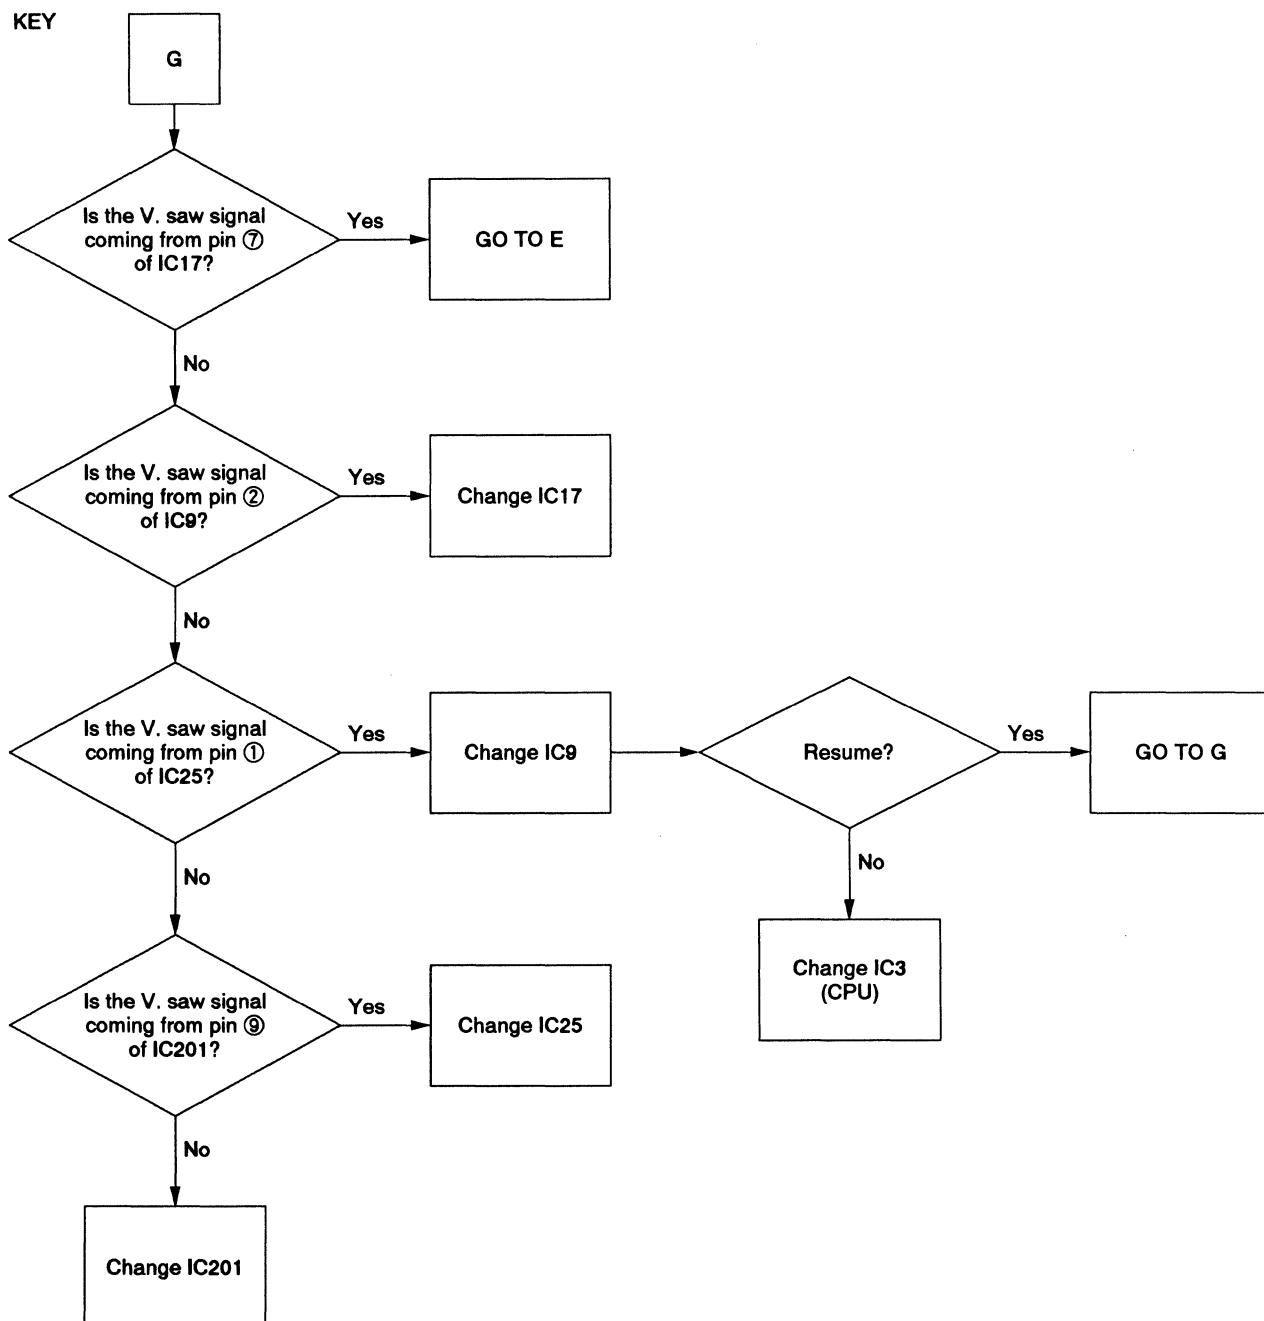 KEY
G
Is the V. saw signal
coming from pin ⑦
of IC17?
Yes
GO TO E
No
Is the V. saw signal
coming from pin ②
of IC9?
Yes
Change IC17
No
Is the V. saw signal
coming from pin ①
of IC25?
Yes
Change IC9
Resume?
Yes
GO TO G
No
Change IC3
(CPU)
No
Is the V. saw signal
coming from pin ⑨
of IC201?
Yes
Change IC25
No
Change IC201